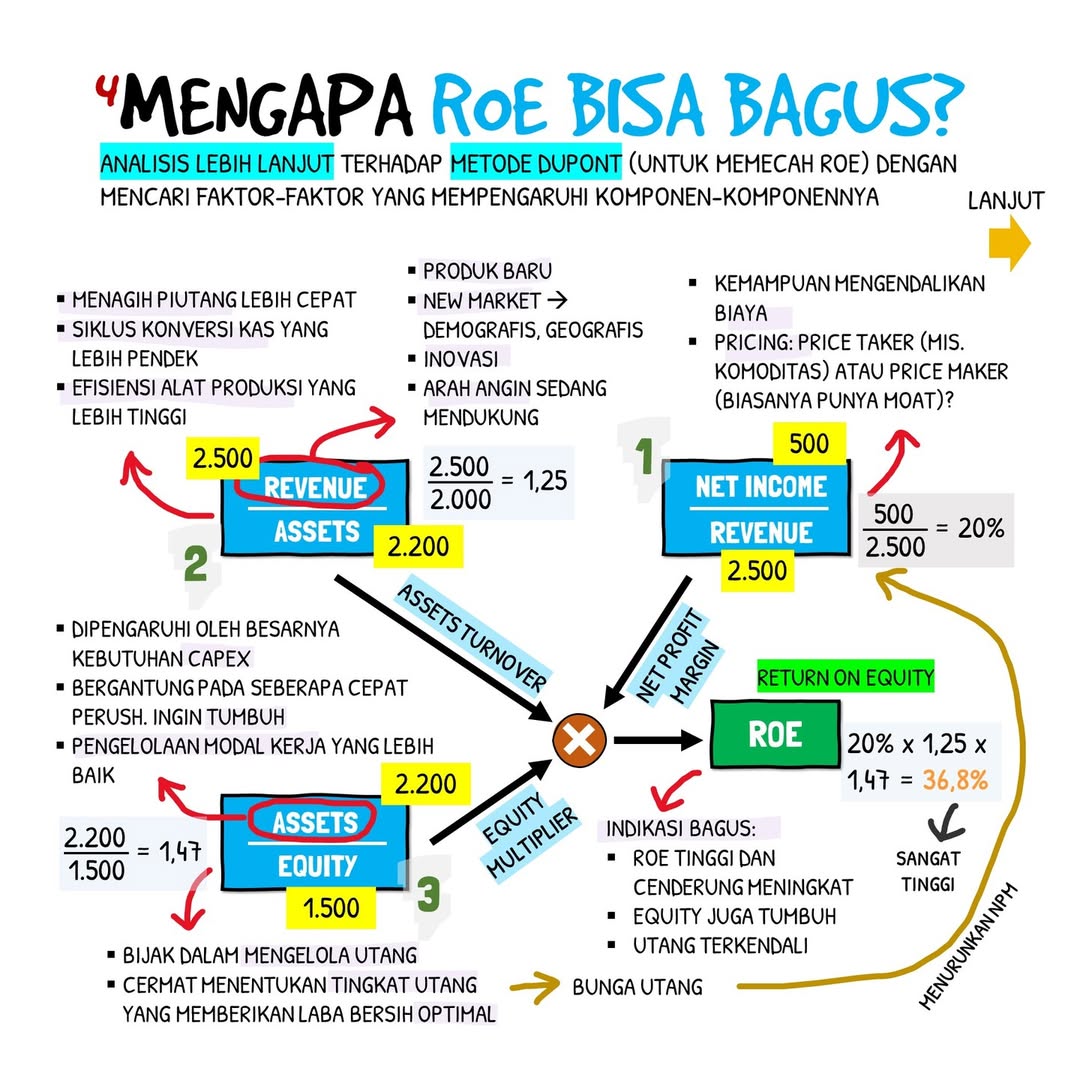 4 MENGAPA ROE BISA BAGUS?
ANALISIS LEBIH LANJUT TERHADAP METODE DUPONT (UNTUK MEMECAH ROE) DENGAN
MENCARI FAKTOR-FAKTOR YANG MEMPENGARUHI KOMPONEN-KOMPONENNYA
LANJUT
▪ MENAGIH PIUTANG LEBIH CEPAT
▪ SIKLUS KONVERSI KAS YANG
LEBIH PENDEK
▪ EFISIENSI ALAT PRODUKSI YANG
LEBIH TINGGI
▪ PRODUK BARU
▪ NEW MARKET →
DEMOGRAFIS, GEOGRAFIS
▪ INOVASI
▪ ARAH ANGIN SEDANG
MENDUKUNG
▪ KEMAMPUAN MENGENDALIKAN
BIAYA
▪ PRICING: PRICE TAKER (MIS.
KOMODITAS) ATAU PRICE MAKER
(BIASANYA PUNYA MOAT)?
2.500
REVENUE
ASSETS
2.200
2
2.500
2.000
= 1,25
1
500
NET INCOME
REVENUE
2.500
500
2.500
= 20%
ASSETS TURNOVER
NET PROFIT
MARGIN
▪ DIPENGARUHI OLEH BESARNYA
KEBUTUHAN CAPEX
▪ BERGANTUNG PADA SEBERAPA CEPAT
PERUSH. INGIN TUMBUH
▪ PENGELOLAAN MODAL KERJA YANG LEBIH
BAIK
RETURN ON EQUITY
ROE
20% x 1,25 x
1,47 = 36,8%
SANGAT
TINGGI
2.200
ASSETS
EQUITY
1.500
3
2.200
1.500
= 1,47
EQUITY
MULTIPLIER
INDIKASI BAGUS:
▪ ROE TINGGI DAN
CENDERUNG MENINGKAT
▪ EQUITY JUGA TUMBUH
▪ UTANG TERKENDALI
▪ BIJAK DALAM MENGELOLA UTANG
▪ CERMAT MENENTUKAN TINGKAT UTANG
YANG MEMBERIKAN LABA BERSIH OPTIMAL
BUNGA UTANG
MENURUNKAN NPM